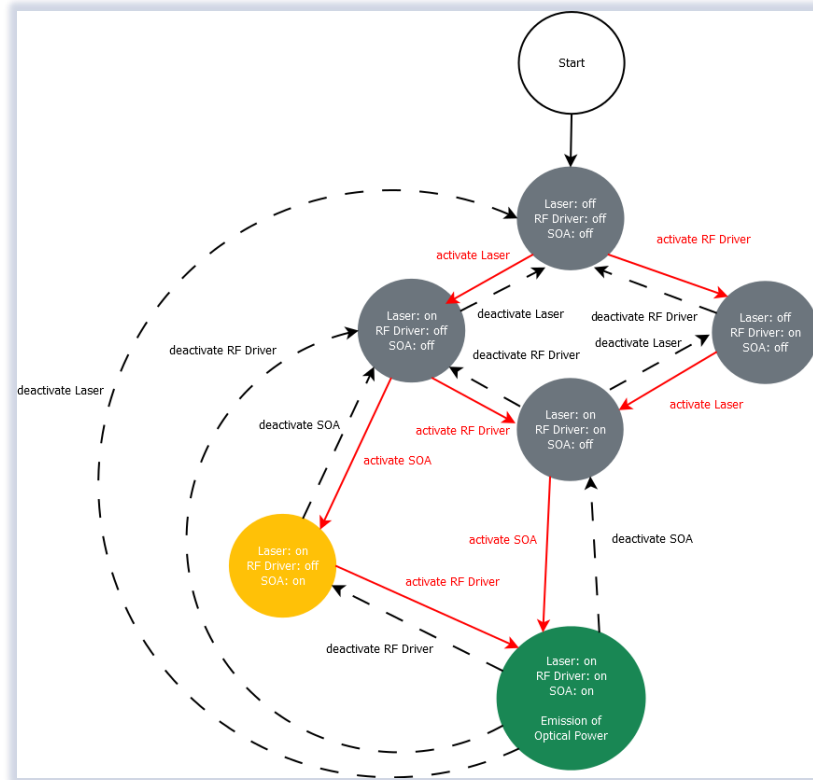 Start
Laser: off
RF Driver: off
SOA: off
activate Laser
activate RF Driver
Laser: on
RF Driver: off
SOA: off
deactivate Laser
deactivate RF Driver
Laser: off
RF Driver: on
SOA: off
deactivate RF Driver
deactivate RF Driver
deactivate Laser
deactivate Laser
activate Laser
Laser: on
RF Driver: on
SOA: off
deactivate SOA
activate RF Driver
activate SOA
activate SOA
deactivate SOA
Laser: on
RF Driver: off
SOA: on
activate RF Driver
deactivate RF Driver
Laser: on
RF Driver: on
SOA: on
Emission of
Optical Power